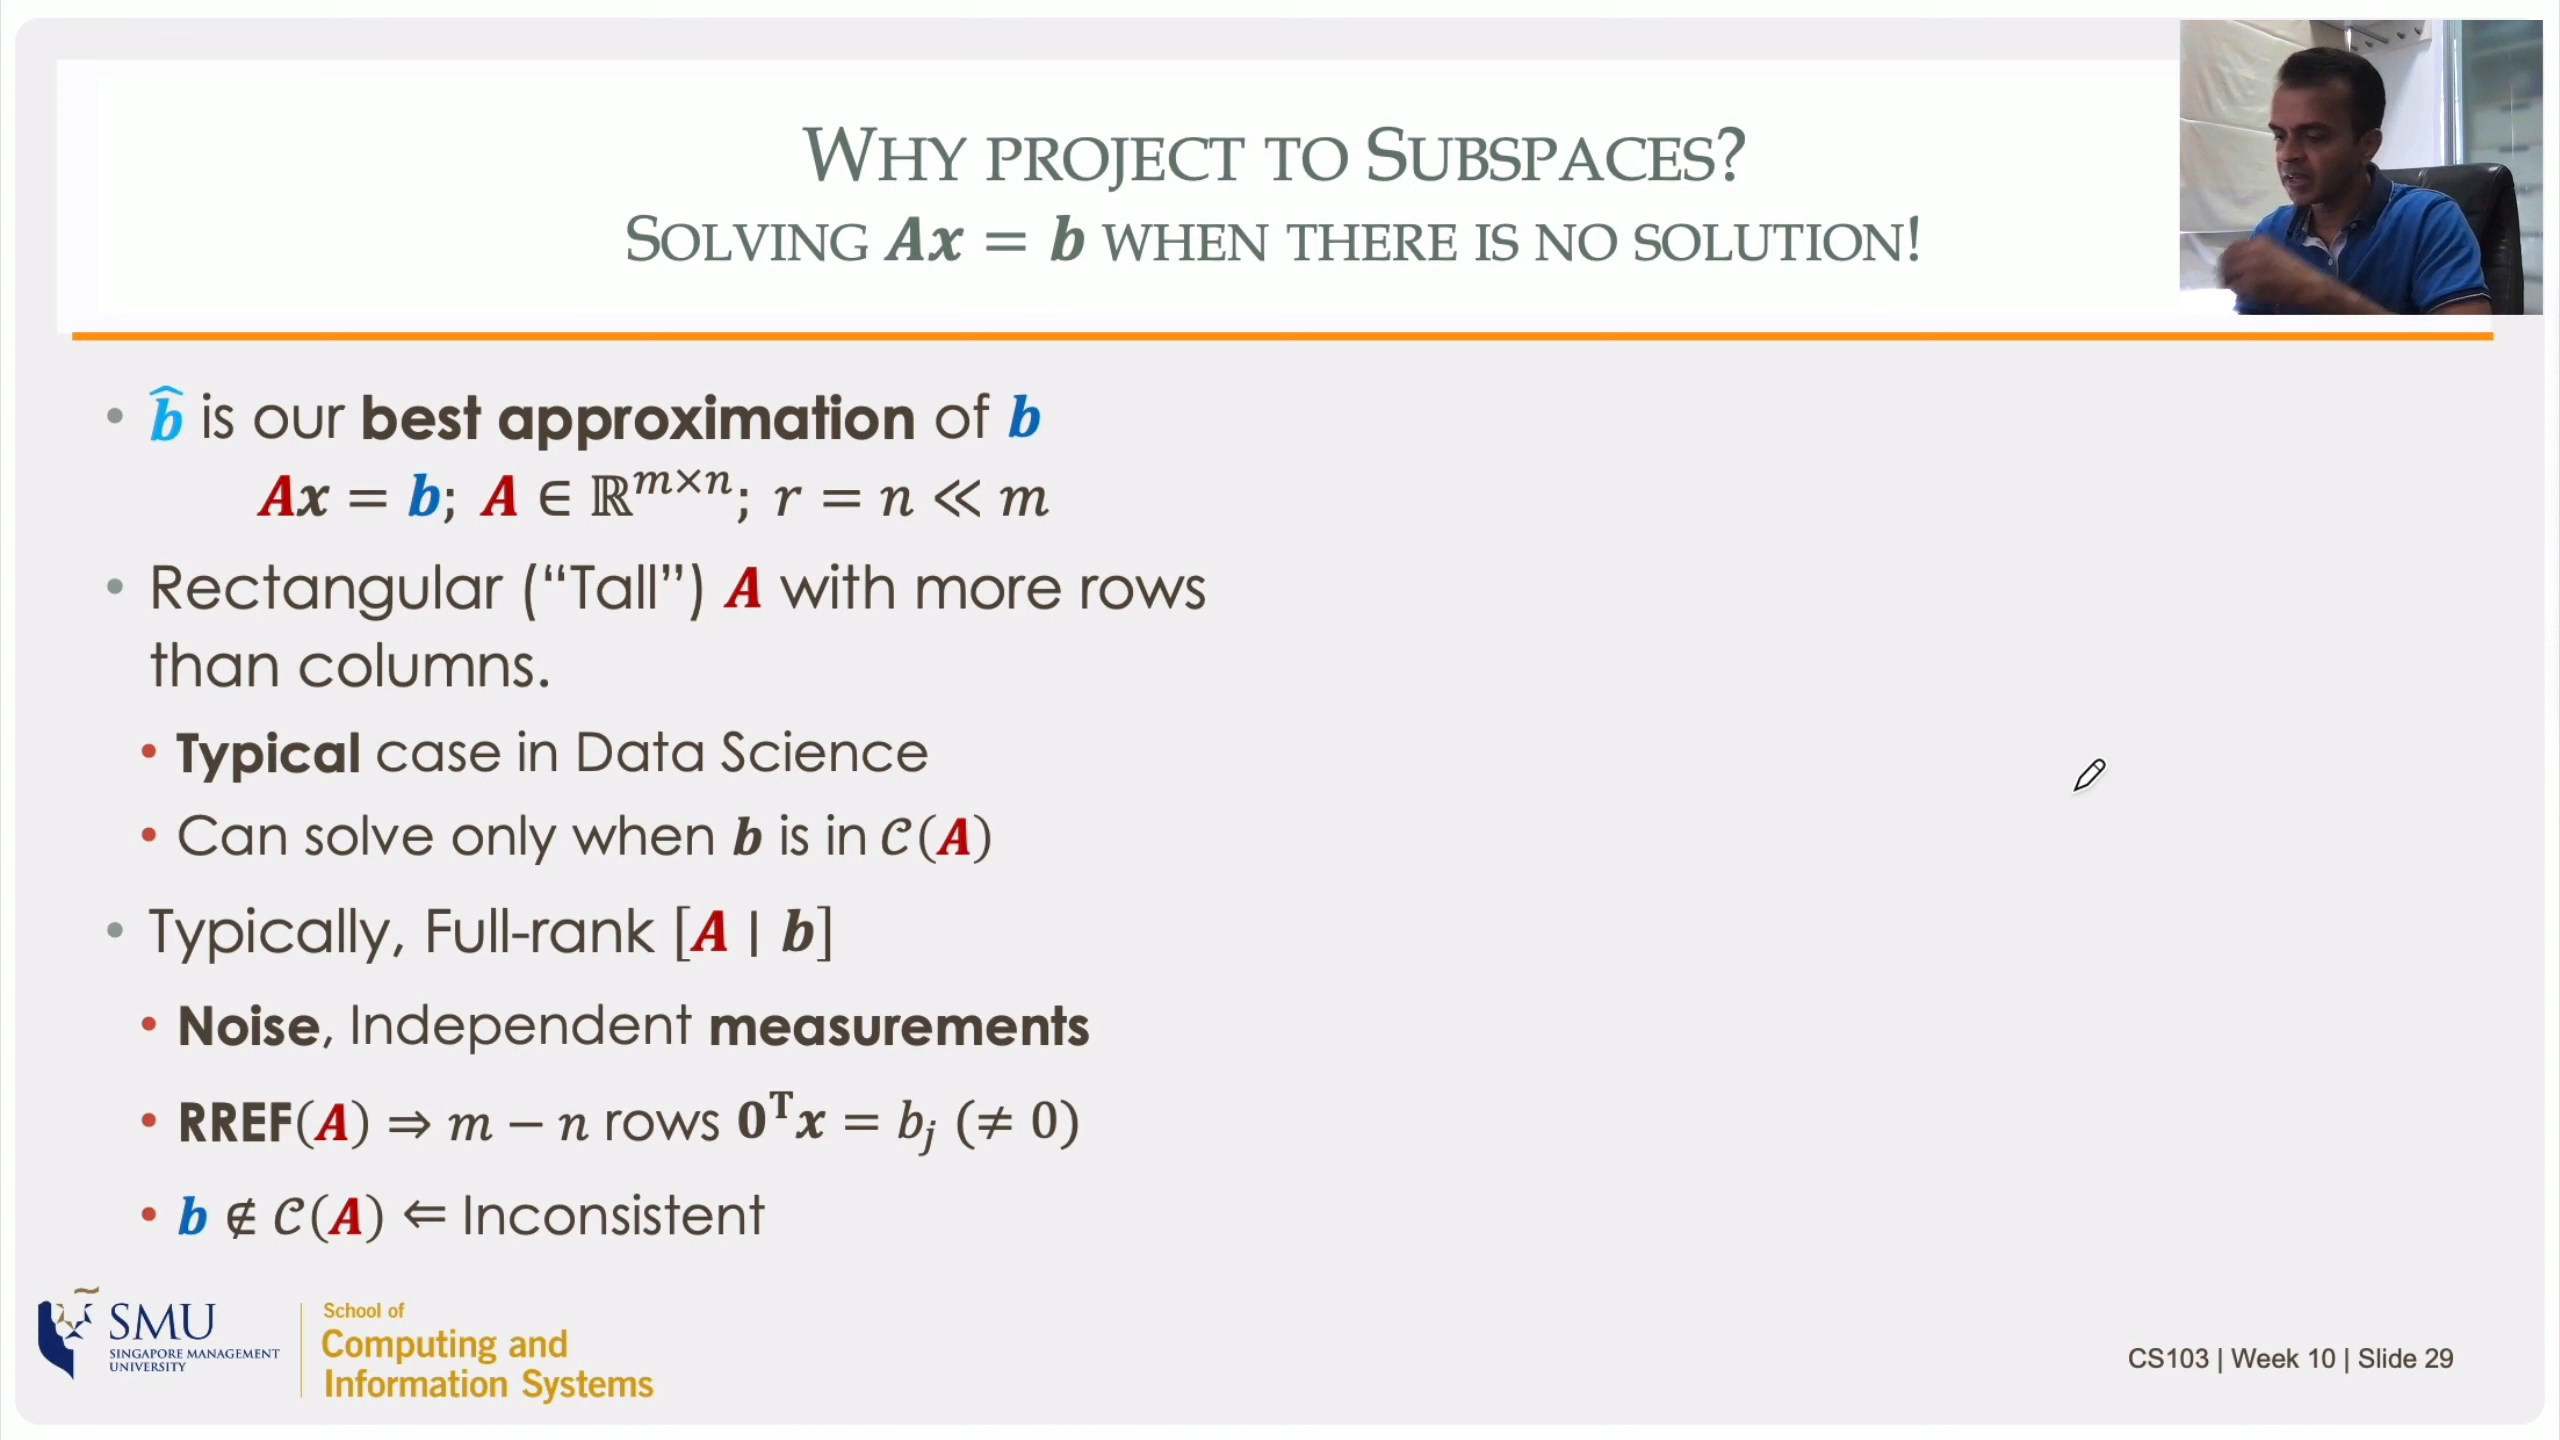 WHY PROJECT TO SUBSPACES?
SOLVING Ax = b WHEN THERE IS NO SOLUTION!
• b̂ is our best approximation of b
Ax = b; A ∈ ℝᵐˣⁿ; r = n ≪ m
• Rectangular (“Tall”) A with more rows
than columns.
• Typical case in Data Science
• Can solve only when b is in 𝒞(A)
• Typically, Full-rank [A | b]
• Noise, Independent measurements
• RREF(A) ⇒ m − n rows 0ᵀx = bⱼ (≠ 0)
• b ∉ 𝒞(A) ⇐ Inconsistent
SMU
SINGAPORE MANAGEMENT
UNIVERSITY
School of
Computing and
Information Systems
CS103 | Week 10 | Slide 29